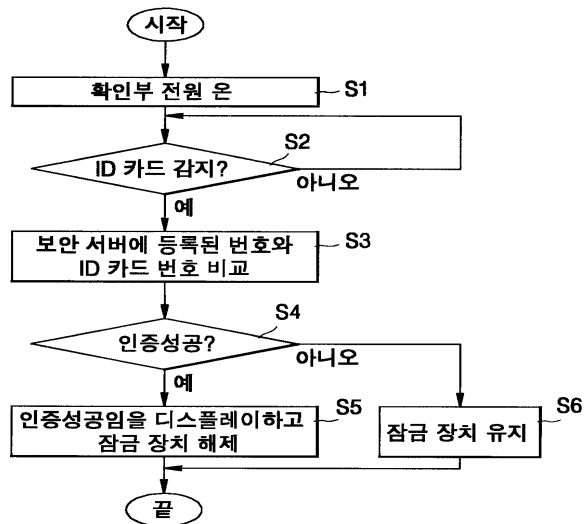 시작
확인부 전원 온
S1
ID 카드 감지?
S2
아니오
예
보안 서버에 등록된 번호와
ID 카드 번호 비교
S3
인증성공?
S4
아니오
예
인증성공임을 디스플레이하고
잠금 장치 해제
S5
잠금 장치 유지
S6
끝